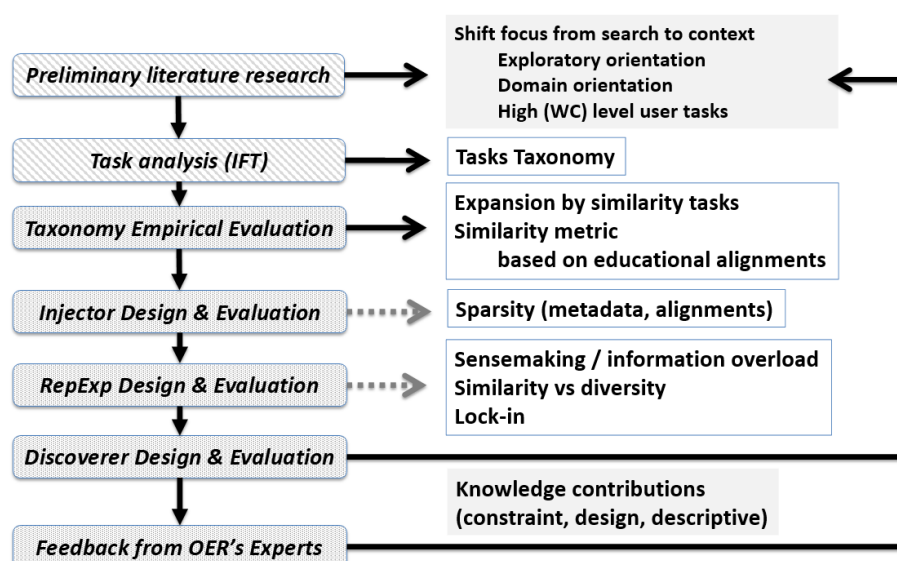 Shift focus from search to context
Exploratory orientation
Preliminary literature research
Domain orientation
High (WC) level user tasks
Task analysis (IFT)
Tasks Taxonomy
Taxonomy Empirical Evaluation
Expansion by similarity tasks
Similarity metric
based on educational alignments
Injector Design & Evaluation
Sparsity (metadata, alignments)
RepExp Design & Evaluation
Sensemaking / information overload
Similarity vs diversity
Lock-in
Discoverer Design & Evaluation
Knowledge contributions
(constraint, design, descriptive)
Feedback from OER's Experts